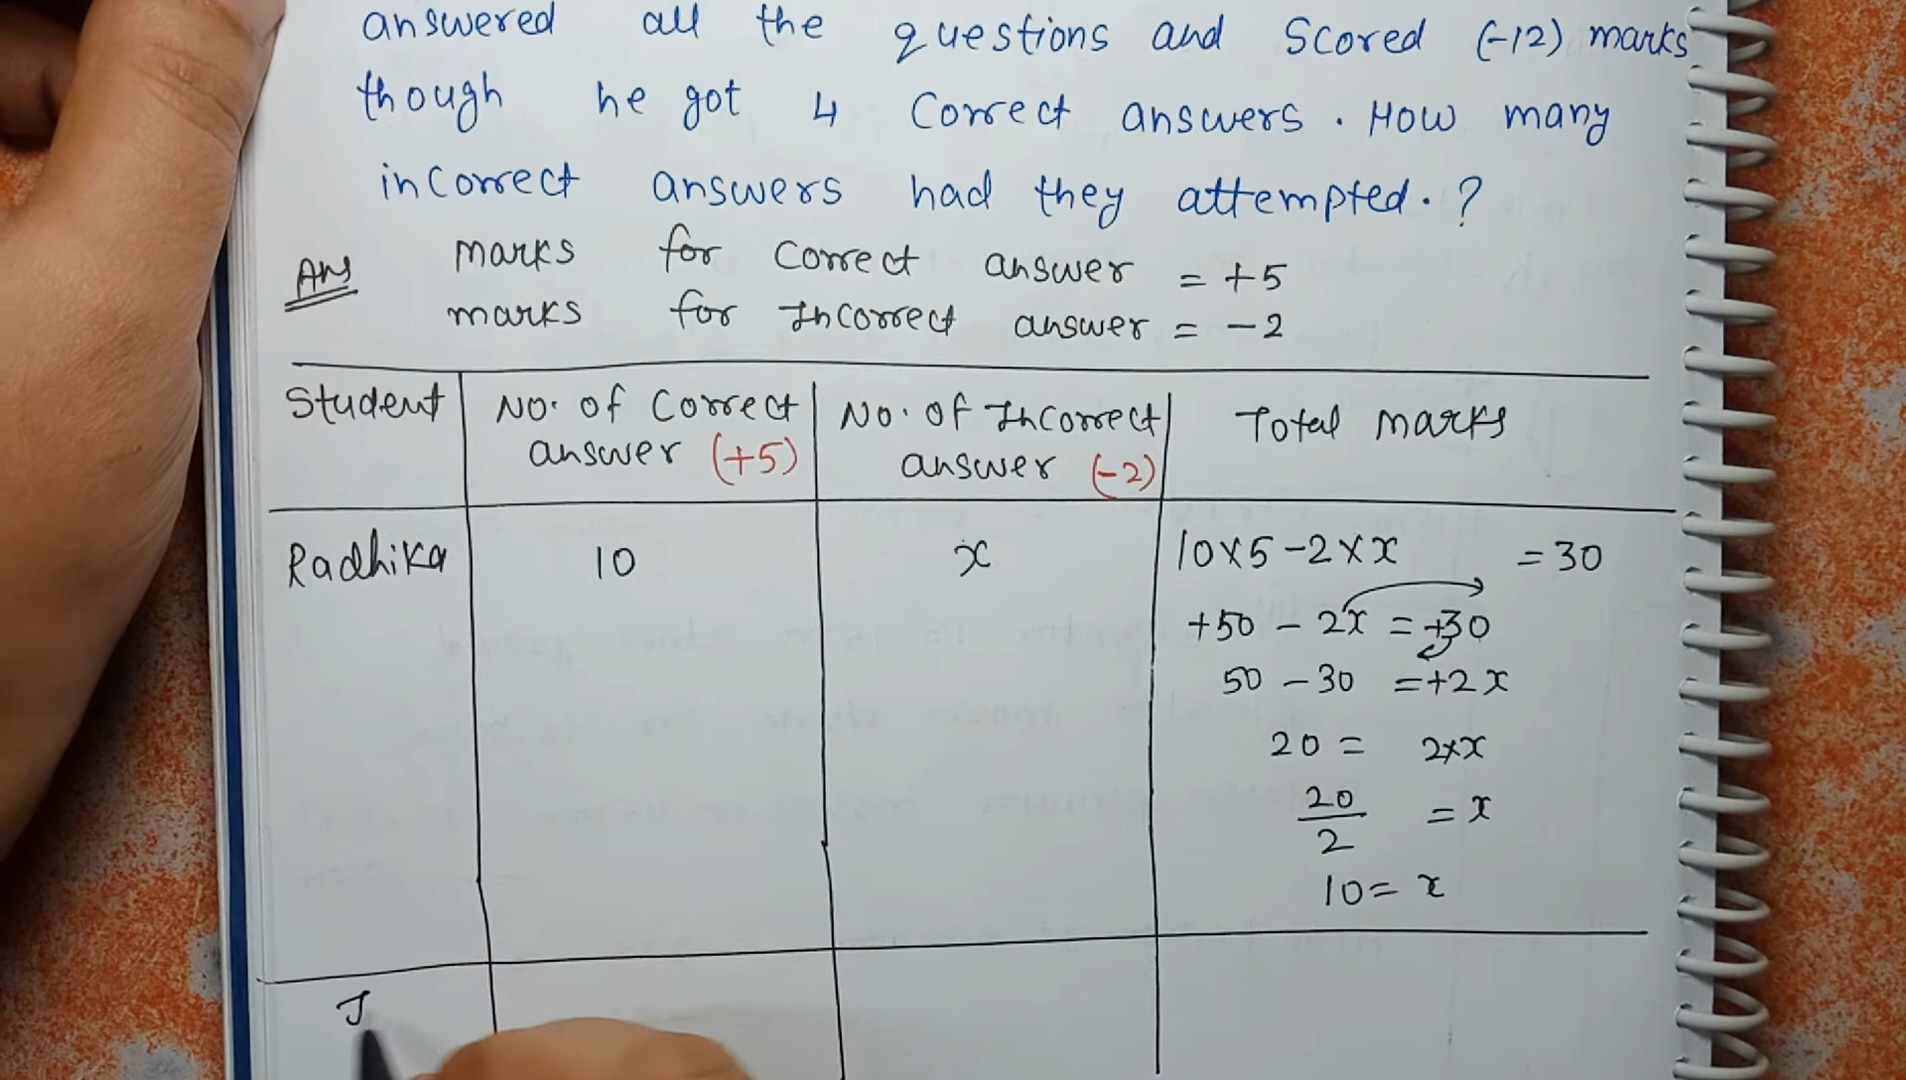 answered all the questions and Scored (-12) marks
though he got 4 Correct answers. How many
incorrect answers had they attempted.?
Ans marks for Correct answer = +5
marks for Incorrect answer = -2
Student No. of Correct answer (+5) No. of Incorrect answer (-2) Total marks
Radhika 10 x 10×5-2×x = 30
+50 - 2x = +30
50 - 30 = +2x
20 = 2×x
20/2 = x
10 = x
J